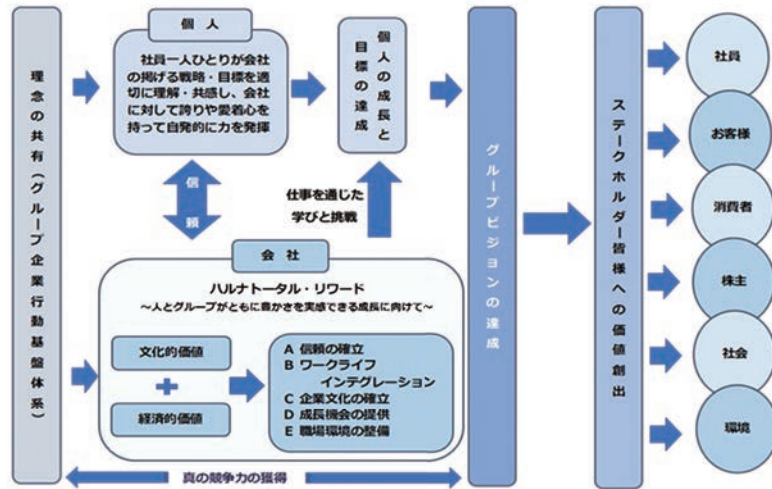 理念の共有（グループ企業行動基盤体系）
個 人
社員一人ひとりが会社
の掲げる戦略・目標を適
切に理解・共感し、会社
に対して誇りや愛着心を
持って自発的に力を発揮
個人の成長と
目標の達成
信
頼
仕事を通じた
学びと挑戦
会 社
ハルナトータル・リワード
～人とグループがともに豊かさを実感できる成長に向けて～
文化的価値
+
経済的価値
A 信頼の確立
B ワークライフ
インテグレーション
C 企業文化の確立
D 成長機会の提供
E 職場環境の整備
真の競争力の獲得
グループビジョンの達成
ステークホルダー皆様への価値創出
社員
お客様
消費者
株主
社会
環境